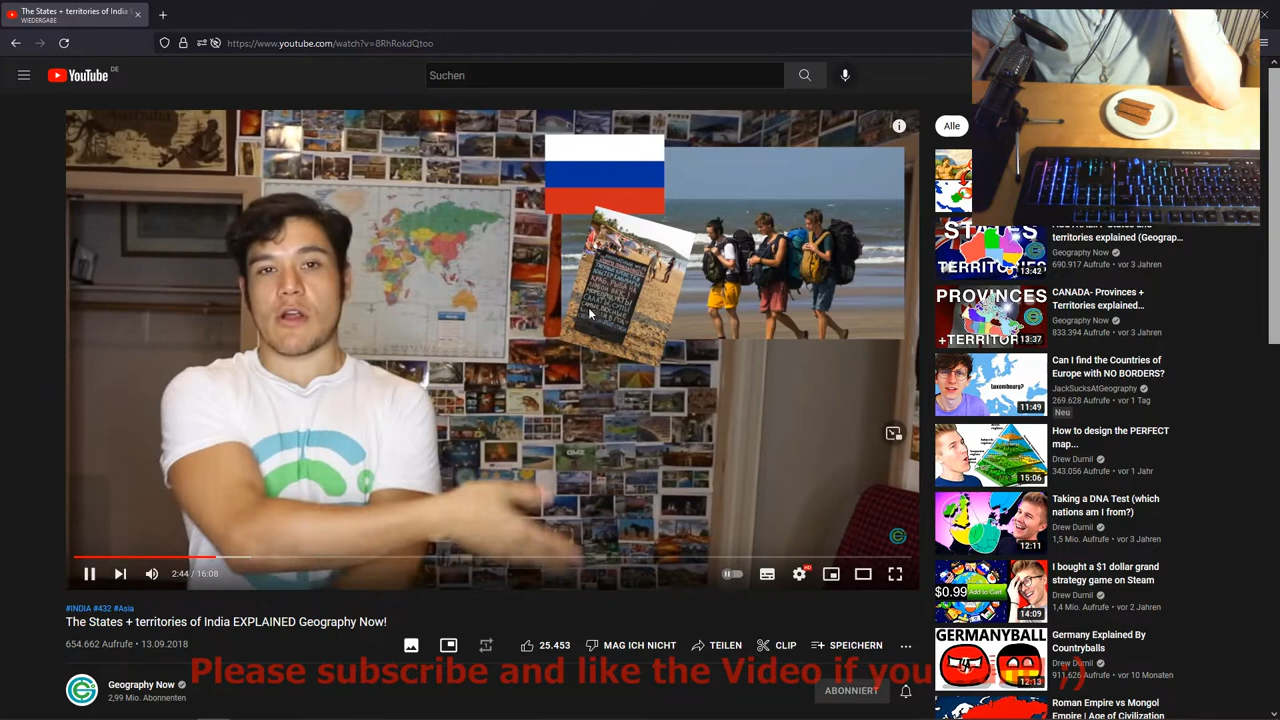 The States + territories of India
WIEDERGABE
https://www.youtube.com/watch?v=8RhRokdQtoo
YouTube DE
Suchen
Alle
STATES
TERRITORIES
13:42
territories explained (Geograp...
Geography Now
690.917 Aufrufe • vor 3 Jahren
PROVINCES
+TERRITORI
13:37
CANADA- Provinces +
Territories explained...
Geography Now
833.394 Aufrufe • vor 3 Jahren
Luxembourg?
11:49
Can I find the Countries of
Europe with NO BORDERS?
JackSucksAtGeography
269.628 Aufrufe • vor 1 Tag
Neu
15:06
How to design the PERFECT
map...
Drew Durnil
343.056 Aufrufe • vor 1 Jahr
12:11
Taking a DNA Test (which
nations am I from?)
Drew Durnil
1,5 Mio. Aufrufe • vor 3 Jahren
$0.99 Add to Cart
14:09
I bought a $1 dollar grand
strategy game on Steam
Drew Durnil
1,4 Mio. Aufrufe • vor 2 Jahren
GERMANYBALL
12:13
Germany Explained By
Countryballs
Drew Durnil
911.626 Aufrufe • vor 10 Monaten
Roman Empire vs Mongol
Empire | Age of Civilization
2:44 / 16:08
HD
#INDIA #432 #Asia
The States + territories of India EXPLAINED Geography Now!
654.662 Aufrufe • 13.09.2018
25.453
MAG ICH NICHT
TEILEN
CLIP
SPEICHERN
Please subscribe and like the Video if you
Geography Now
2,99 Mio. Abonnenten
ABONNIERT